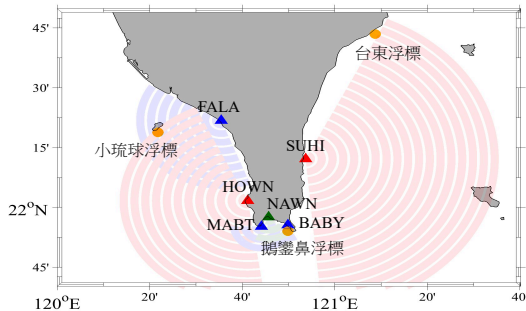 45'
台東浮標
30'
FALA
15'
小琉球浮標
SUHI
HOWN
NAWN
22°N
MABT
BABY
鵝鑾鼻浮標
45'
120°E
20'
40'
121°E
20'
40